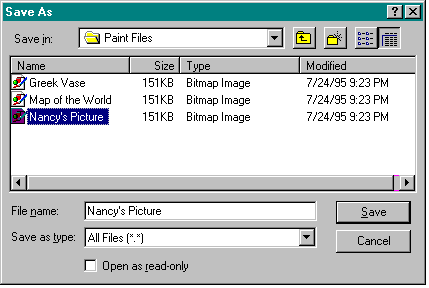 Save As
Save in: Paint Files
Name Size Type Modified
Greek Vase 151KB Bitmap Image 7/24/95 9:23 PM
Map of the World 151KB Bitmap Image 7/24/95 9:23 PM
Nancy's Picture 151KB Bitmap Image 7/24/95 9:23 PM
File name: Nancy's Picture Save
Save as type: All Files (*.*) Cancel
Open as read-only